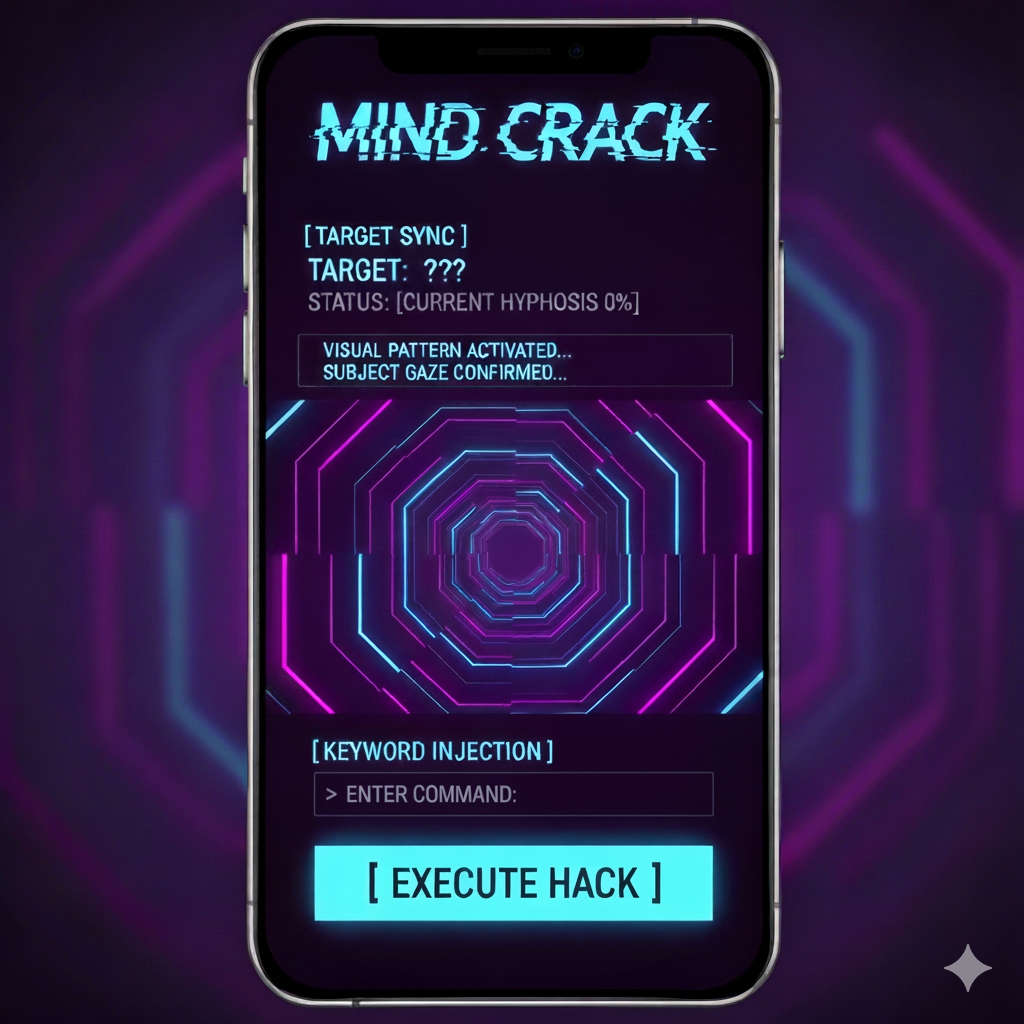 MIND CRACK
[TARGET SYNC]
TARGET: ???
STATUS: [CURRENT HYPHOSIS 0%]
VISUAL PATTERN ACTIVATED...
SUBJECT GAZE CONFIRMED...
[KEYWORD INJECTION]
> ENTER COMMAND:
[ EXECUTE HACK ]